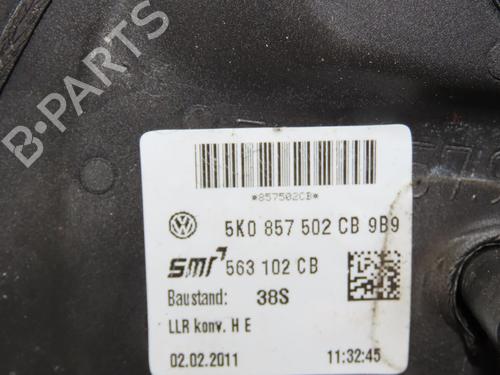 B-PARTS
*857502CB*
5K0 857 502 CB 9B9
smr 563 102 CB
Baustand: 38S
LLR konv. H E
02.02.2011 11:32:45